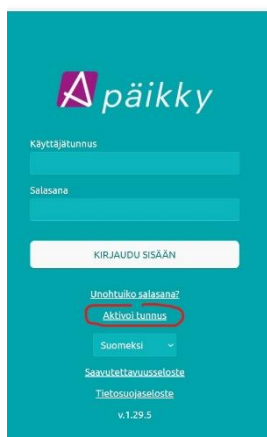 A päikky
Käyttäjätunnus
Salasana
KIRJAUDU SISÄÄN
Unohtuiko salasana?
Aktivoi tunnus
Suomeksi
Saavutettavuusseloste
Tietosuojaseloste
v.1.29.5